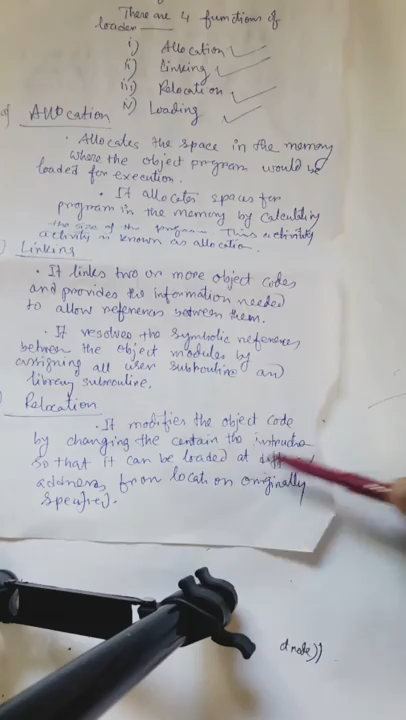 There are 4 functions of
loader
i) Allocation
ii) Linking
iii) Relocation
iv) Loading
Allocation
• Allocates the space in the memory
where the object program would be
loaded for execution.
• It allocates spaces for
program in the memory by calculating
the size of the program This activity
activity is known as allocation.
) Linking
• It links two or more object codes
and provides the information needed
to allow references between them.
• It resolves the symbolic references
between the object modules by
assigning all user subroutine and
library subroutine.
) Relocation
• It modifies the object code
by changing the certain the
so that it can be loaded at
address from location originally
specified.